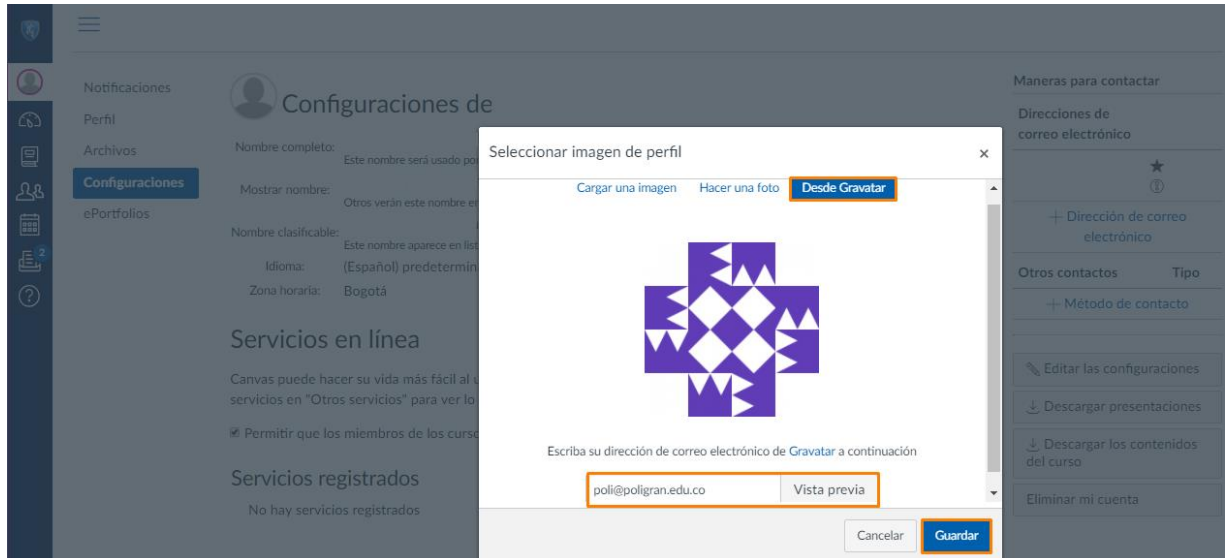 Notificaciones
Perfil
Archivos
Configuraciones
ePortfolios
2
Configuraciones de
Nombre completo:
Este nombre será usado por
Mostrar nombre:
Otros verán este nombre en
Nombre clasificable:
Este nombre aparece en list
Idioma: (Español) predetermin
Zona horaria: Bogotá
Servicios en línea
Canvas puede hacer su vida más fácil al u
servicios en "Otros servicios" para ver lo
Permitir que los miembros de los curso
Servicios registrados
No hay servicios registrados
Seleccionar imagen de perfil ×
Cargar una imagen Hacer una foto Desde Gravatar
Escriba su dirección de correo electrónico de Gravatar a continuación
poli@poligran.edu.co Vista previa
Cancelar Guardar
Maneras para contactar
Direcciones de
correo electrónico
+ Dirección de correo
electrónico
Otros contactos Tipo
+ Método de contacto
Editar las configuraciones
Descargar presentaciones
Descargar los contenidos
del curso
Eliminar mi cuenta